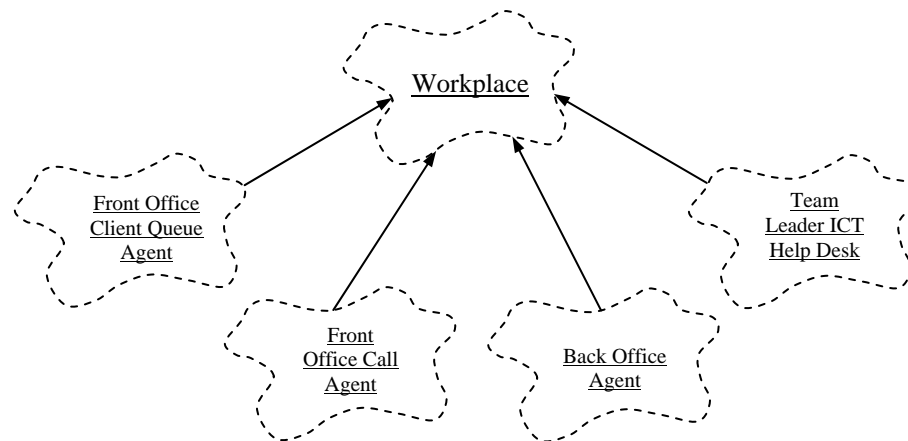 Workplace
Front Office
Client Queue
Agent
Team
Leader ICT
Help Desk
Front
Office Call
Agent
Back Office
Agent